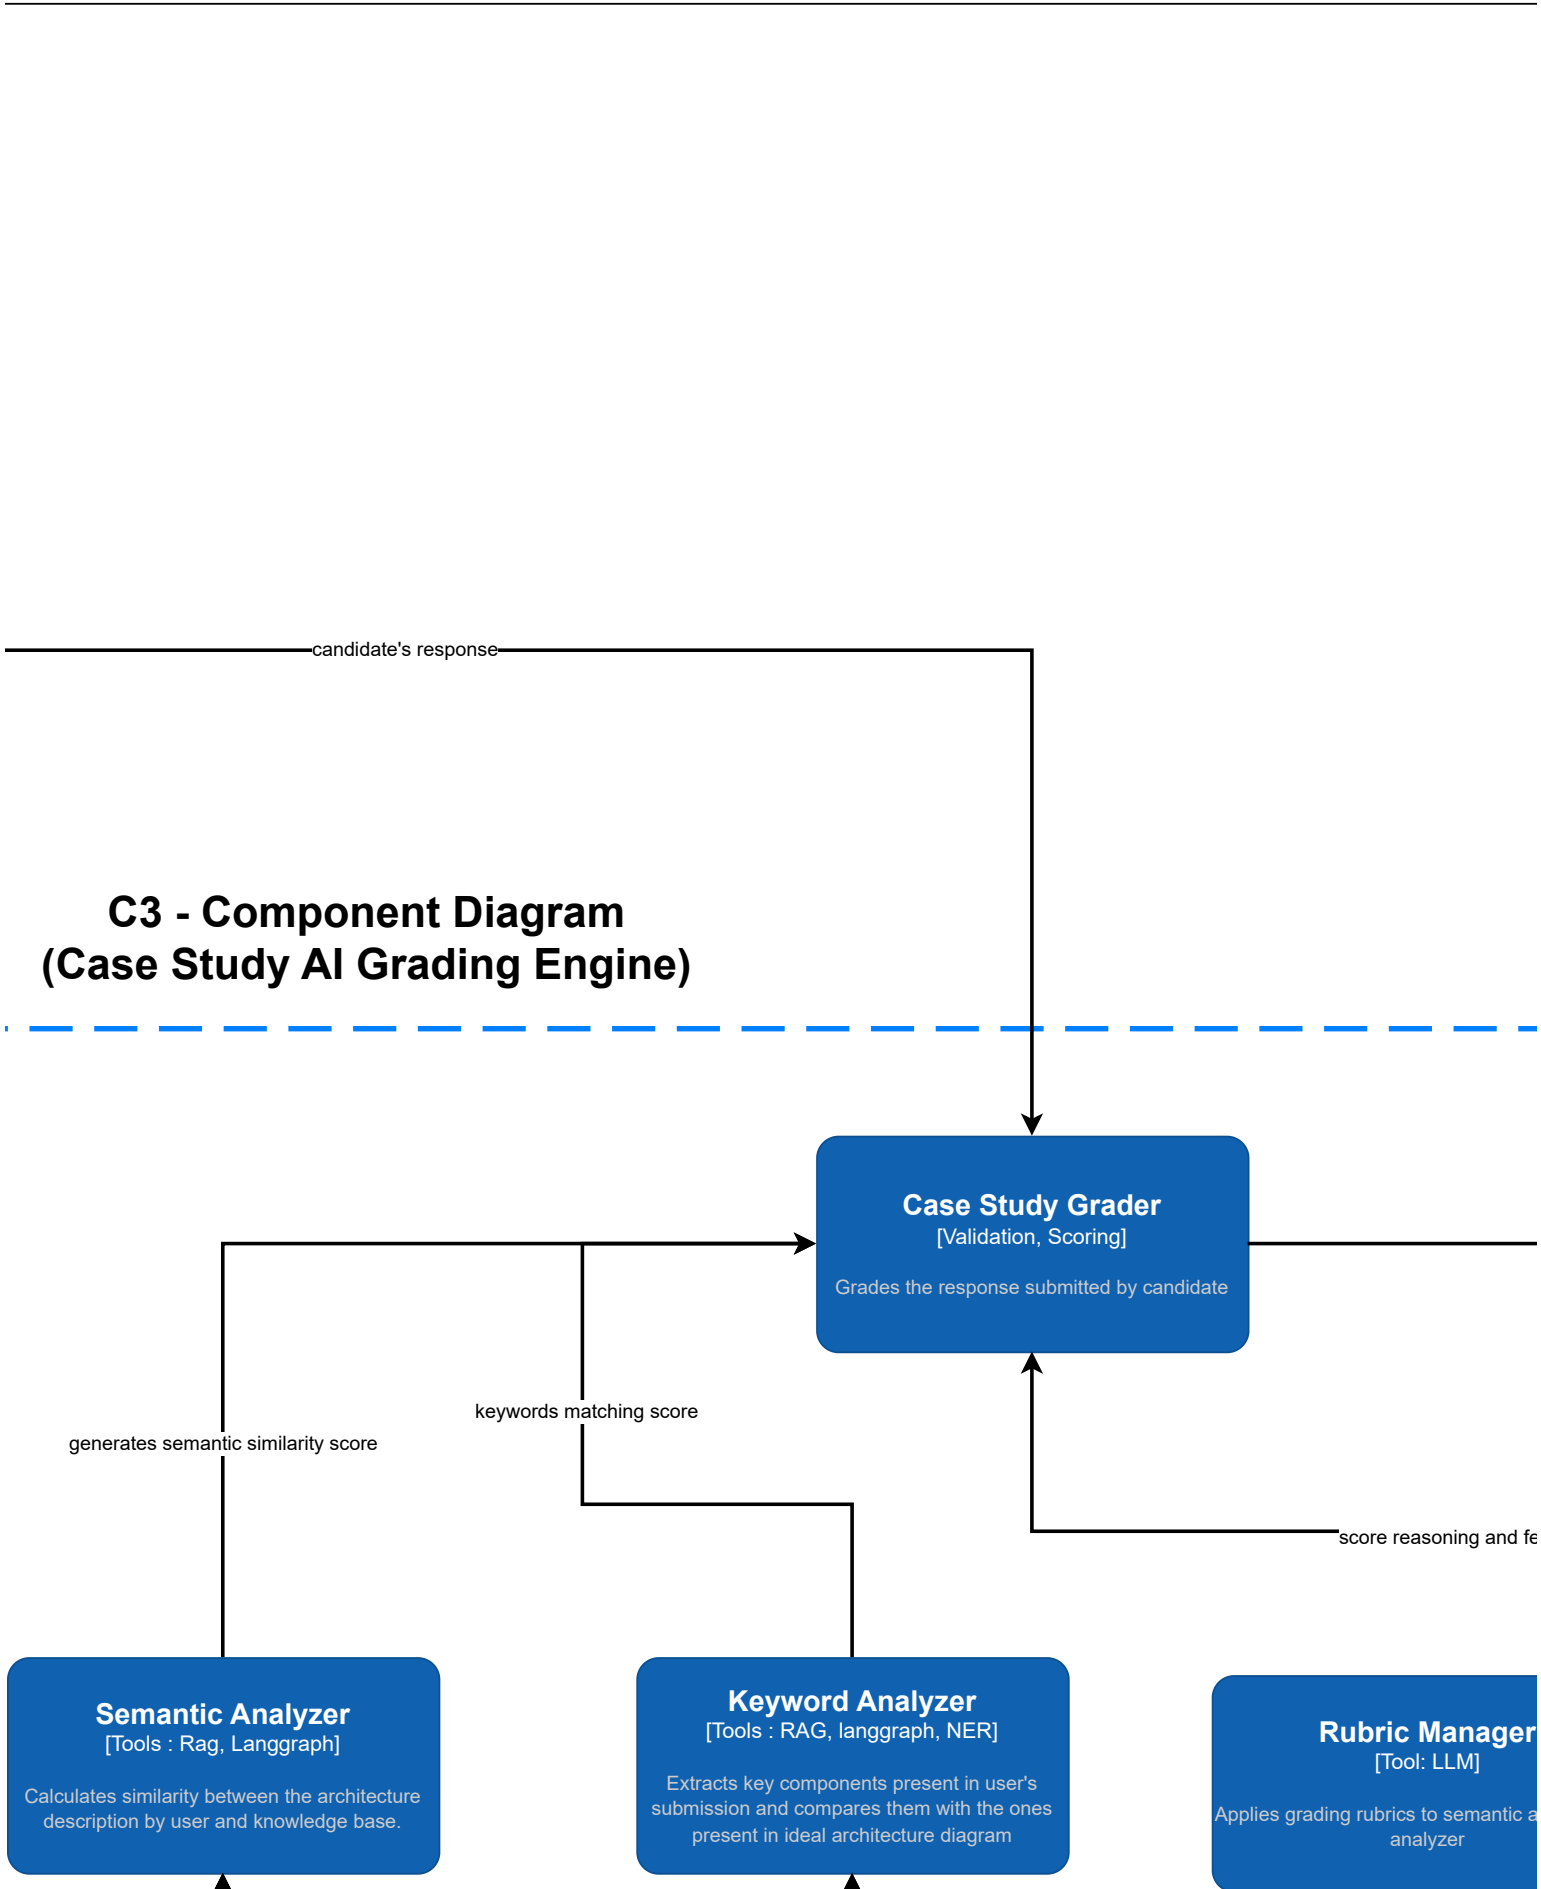 candidate's response
C3 - Component Diagram
(Case Study AI Grading Engine)
Case Study Grader
[Validation, Scoring]
Grades the response submitted by candidate
keywords matching score
generates semantic similarity score
score reasoning and
Semantic Analyzer
[Tools : Rag, Langgraph]
Calculates similarity between the architecture
description by user and knowledge base.
Keyword Analyzer
[Tools : RAG, langgraph, NER]
Extracts key components present in user's
submission and compares them with the ones
present in ideal architecture diagram
Rubric Manager
[Tool: LLM]
Applies grading rubrics to semantic
analyzer